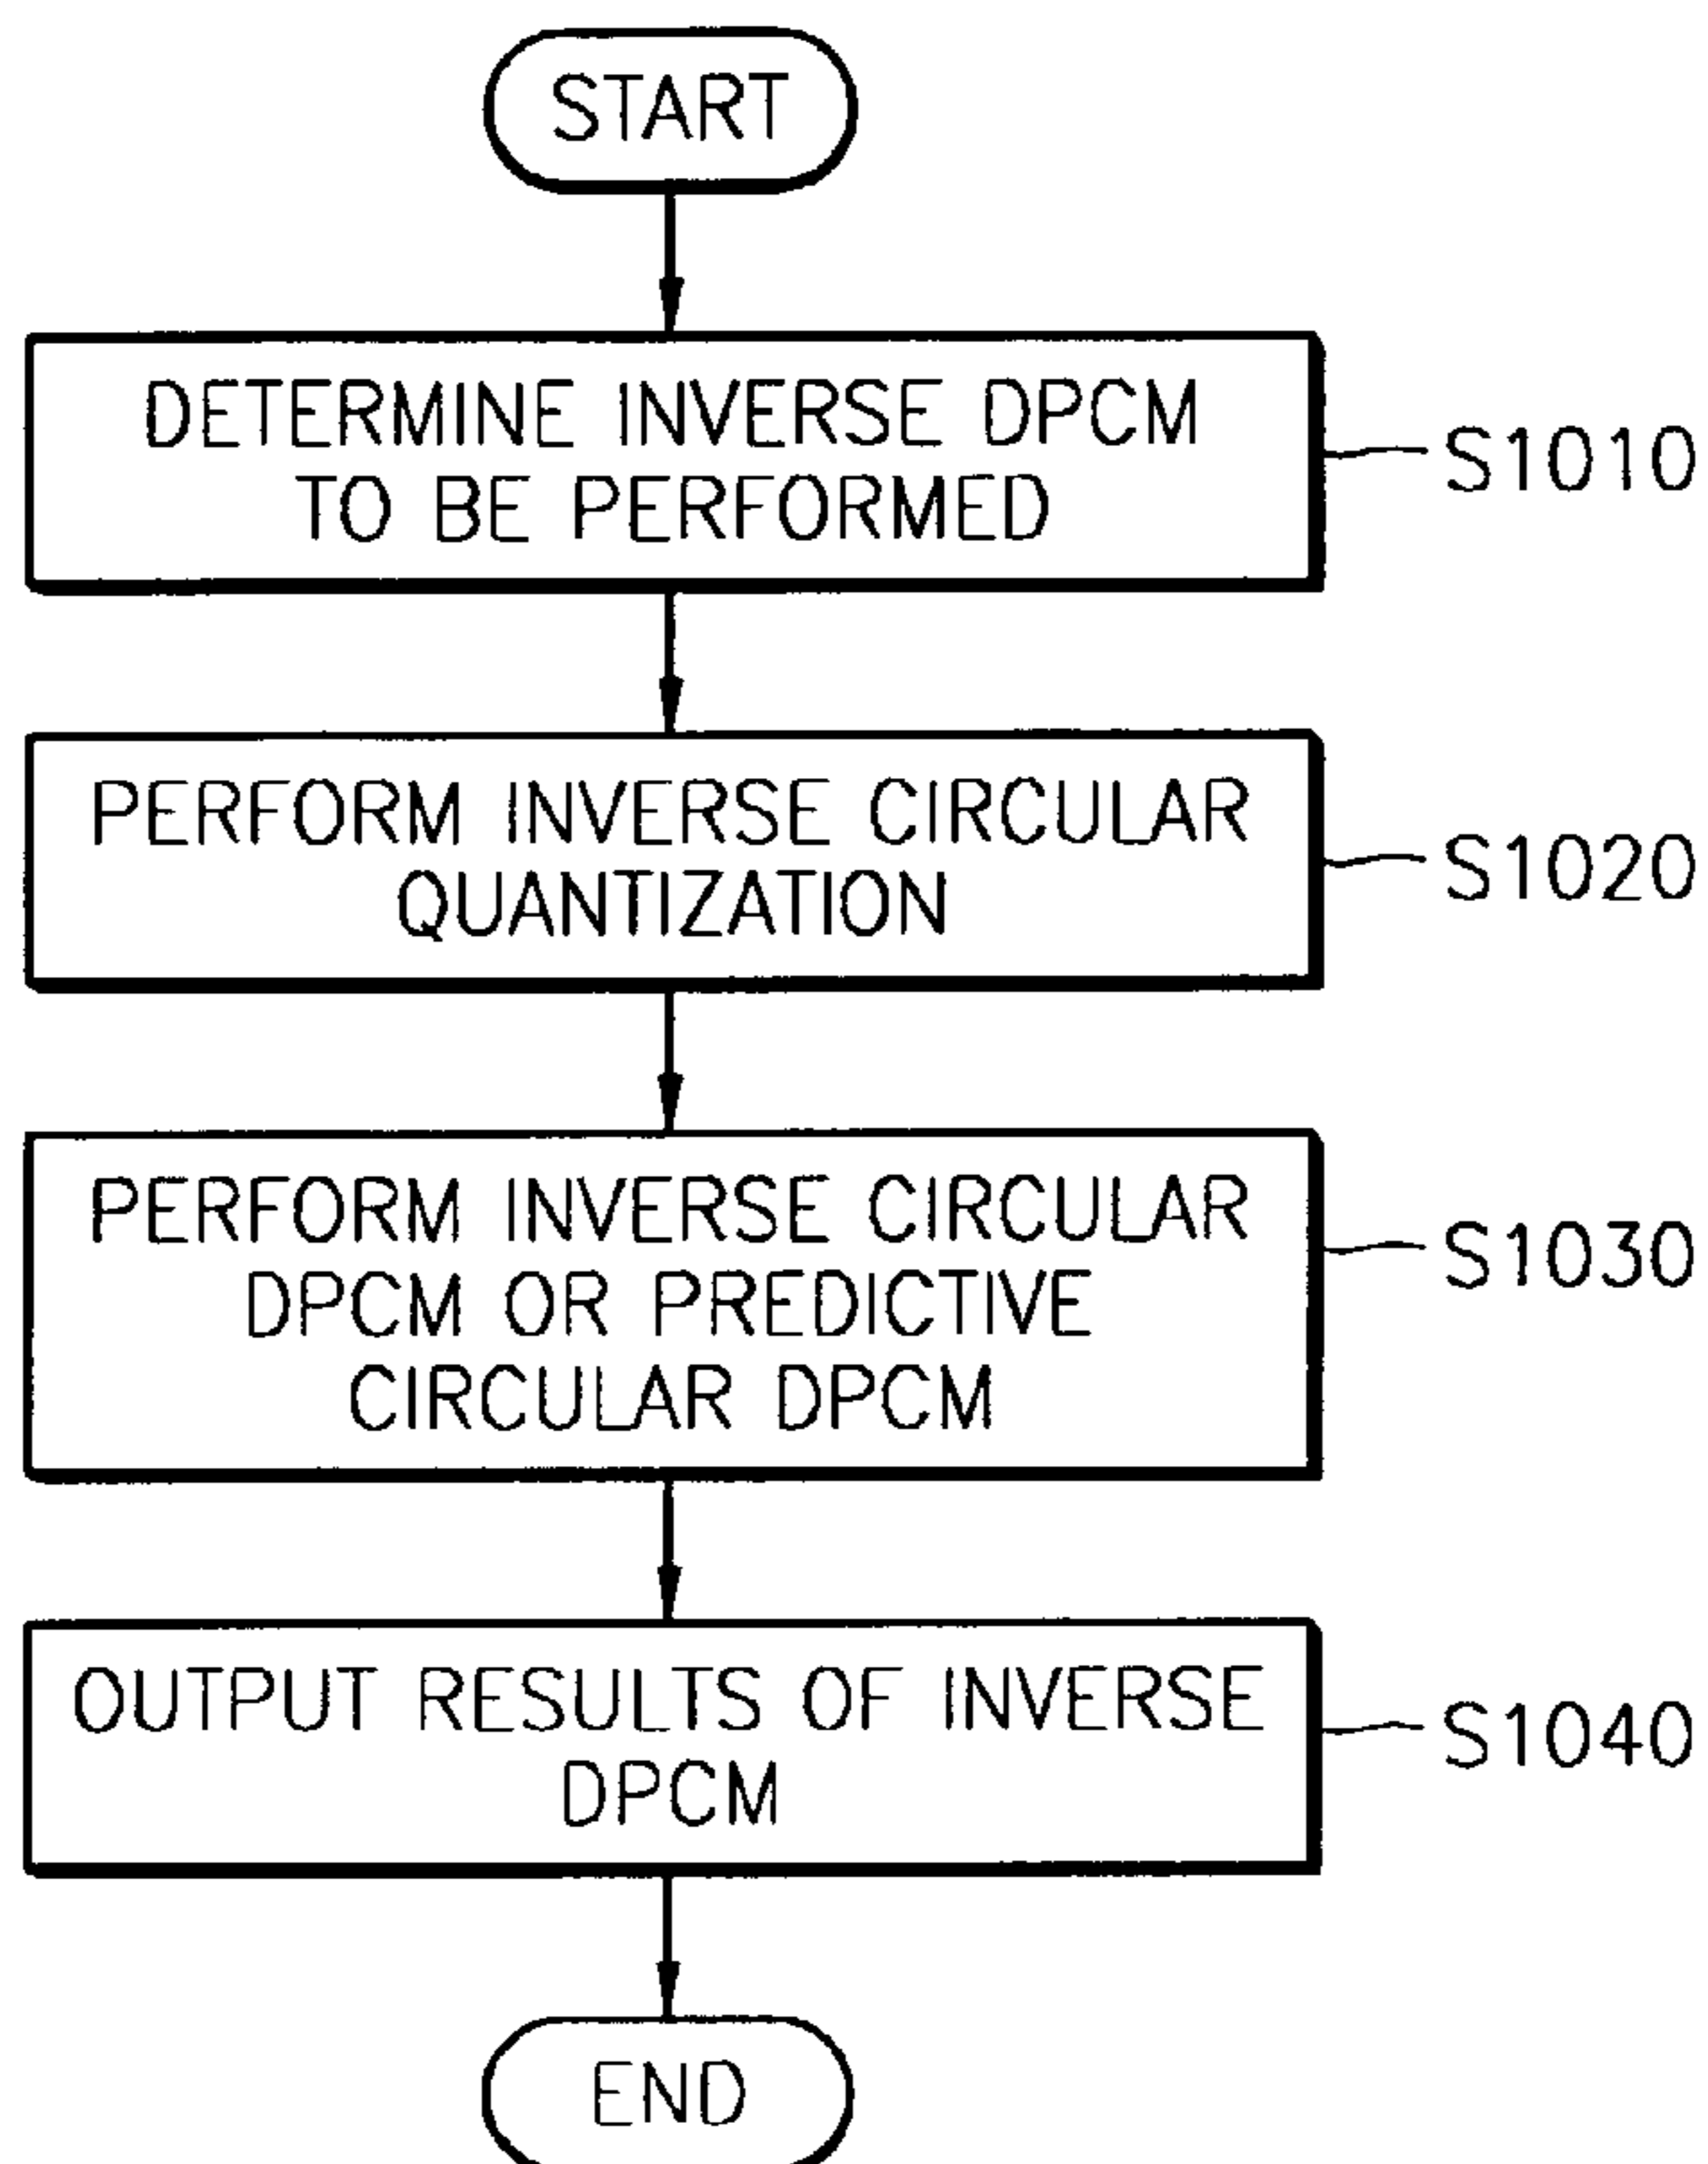 START
DETERMINE INVERSE DPCM
TO BE PERFORMED
S1010
PERFORM INVERSE CIRCULAR
QUANTIZATION
S1020
PERFORM INVERSE CIRCULAR
DPCM OR PREDICTIVE
CIRCULAR DPCM
S1030
OUTPUT RESULTS OF INVERSE
DPCM
S1040
END